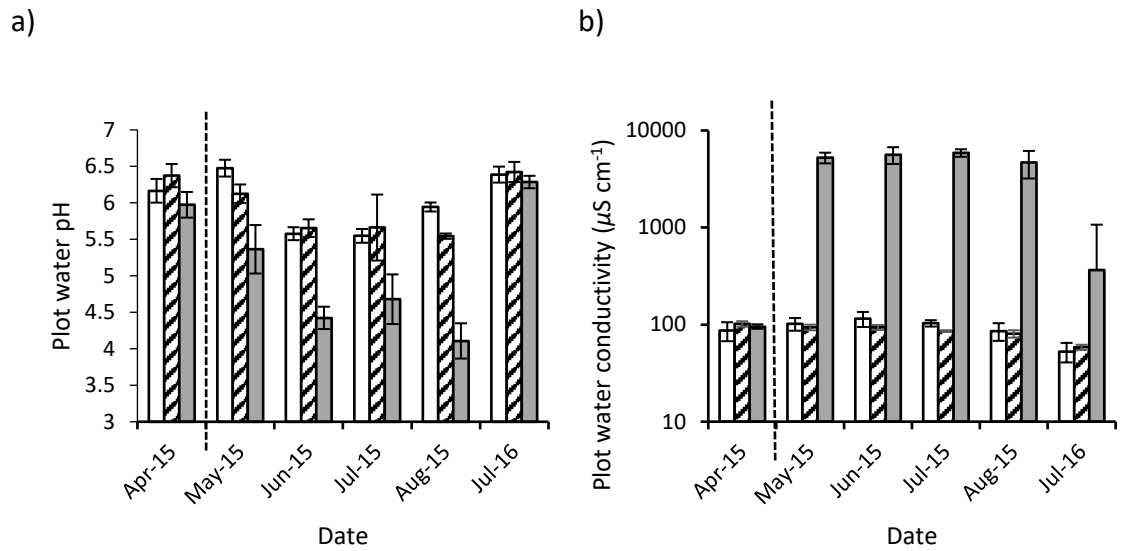 a)
Plot water pH
7
6.5
6
5.5
5
4.5
4
3.5
3
Apr-15
May-15
Jun-15
Jul-15
Aug-15
Jul-16
Date
b)
Plot water conductivity (µS cm⁻¹)
10000
1000
100
10
Apr-15
May-15
Jun-15
Jul-15
Aug-15
Jul-16
Date